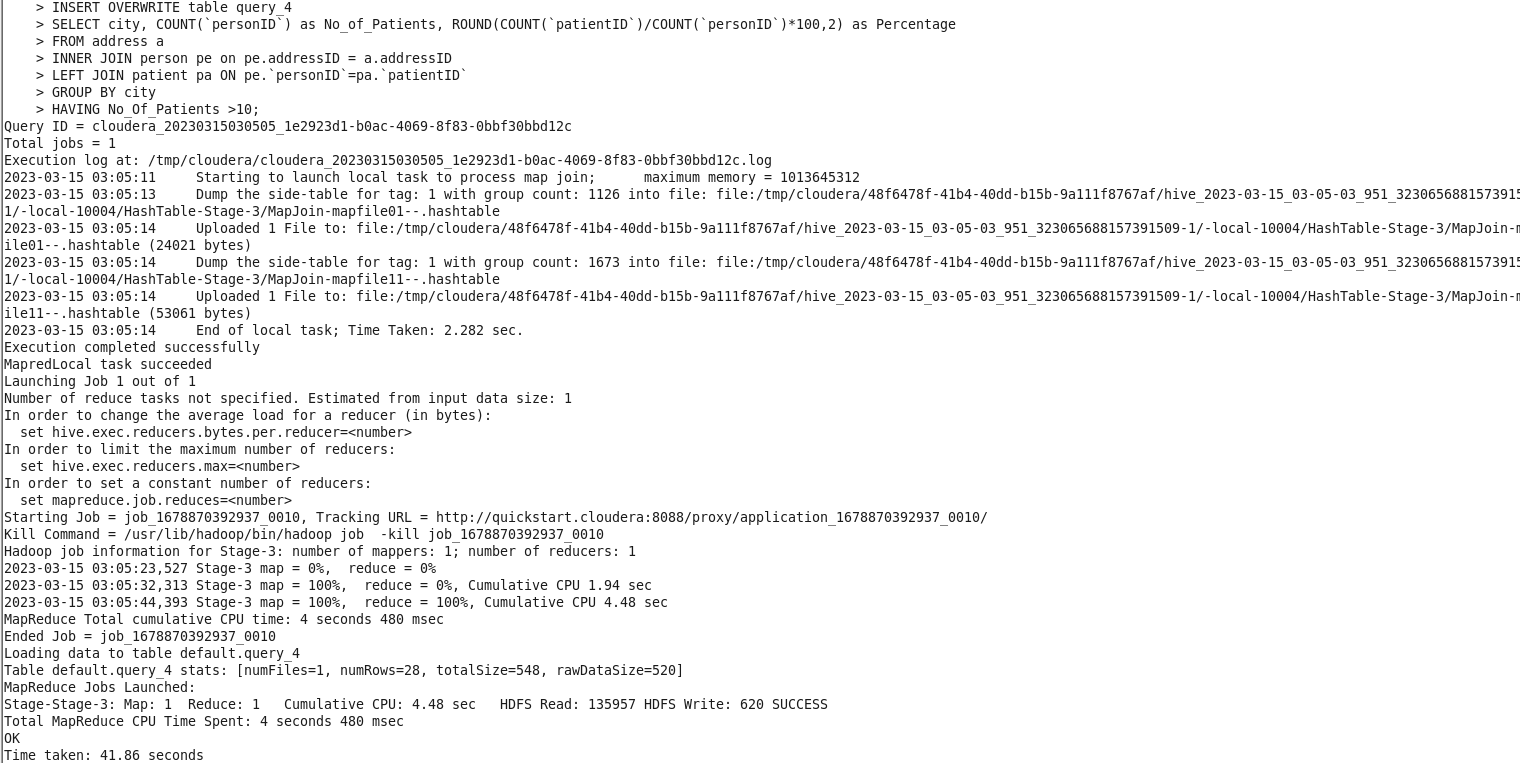 > INSERT OVERWRITE table query_4
    > SELECT city, COUNT(`personID`) as No_of_Patients, ROUND(COUNT(`patientID`)/COUNT(`personID`)*100,2) as Percentage
    > FROM address a
    > INNER JOIN person pe on pe.addressID = a.addressID
    > LEFT JOIN patient pa ON pe.`personID`=pa.`patientID`
    > GROUP BY city
    > HAVING No_Of_Patients >10;
Query ID = cloudera_20230315030505_1e2923d1-b0ac-4069-8f83-0bbf30bbd12c
Total jobs = 1
Execution log at: /tmp/cloudera/cloudera_20230315030505_1e2923d1-b0ac-4069-8f83-0bbf30bbd12c.log
2023-03-15 03:05:11     Starting to launch local task to process map join;      maximum memory = 1013645312
2023-03-15 03:05:13     Dump the side-table for tag: 1 with group count: 1126 into file: file:/tmp/cloudera/48f6478f-41b4-40dd-b15b-9a111f8767af/hive_2023-03-15_03-05-03_951_3230656881573915
1/-local-10004/HashTable-Stage-3/MapJoin-mapfile01--.hashtable
2023-03-15 03:05:14     Uploaded 1 File to: file:/tmp/cloudera/48f6478f-41b4-40dd-b15b-9a111f8767af/hive_2023-03-15_03-05-03_951_323065688157391509-1/-local-10004/HashTable-Stage-3/MapJoin-m
ile01--.hashtable (24021 bytes)
2023-03-15 03:05:14     Dump the side-table for tag: 1 with group count: 1673 into file: file:/tmp/cloudera/48f6478f-41b4-40dd-b15b-9a111f8767af/hive_2023-03-15_03-05-03_951_3230656881573915
1/-local-10004/HashTable-Stage-3/MapJoin-mapfile11--.hashtable
2023-03-15 03:05:14     Uploaded 1 File to: file:/tmp/cloudera/48f6478f-41b4-40dd-b15b-9a111f8767af/hive_2023-03-15_03-05-03_951_323065688157391509-1/-local-10004/HashTable-Stage-3/MapJoin-m
ile11--.hashtable (53061 bytes)
2023-03-15 03:05:14     End of local task; Time Taken: 2.282 sec.
Execution completed successfully
MapredLocal task succeeded
Launching Job 1 out of 1
Number of reduce tasks not specified. Estimated from input data size: 1
In order to change the average load for a reducer (in bytes):
  set hive.exec.reducers.bytes.per.reducer=<number>
In order to limit the maximum number of reducers:
  set hive.exec.reducers.max=<number>
In order to set a constant number of reducers:
  set mapreduce.job.reduces=<number>
Starting Job = job_1678870392937_0010, Tracking URL = http://quickstart.cloudera:8088/proxy/application_1678870392937_0010/
Kill Command = /usr/lib/hadoop/bin/hadoop job  -kill job_1678870392937_0010
Hadoop job information for Stage-3: number of mappers: 1; number of reducers: 1
2023-03-15 03:05:23,527 Stage-3 map = 0%,  reduce = 0%
2023-03-15 03:05:32,313 Stage-3 map = 100%,  reduce = 0%, Cumulative CPU 1.94 sec
2023-03-15 03:05:44,393 Stage-3 map = 100%,  reduce = 100%, Cumulative CPU 4.48 sec
MapReduce Total cumulative CPU time: 4 seconds 480 msec
Ended Job = job_1678870392937_0010
Loading data to table default.query_4
Table default.query_4 stats: [numFiles=1, numRows=28, totalSize=548, rawDataSize=520]
MapReduce Jobs Launched:
Stage-Stage-3: Map: 1  Reduce: 1   Cumulative CPU: 4.48 sec   HDFS Read: 135957 HDFS Write: 620 SUCCESS
Total MapReduce CPU Time Spent: 4 seconds 480 msec
OK
Time taken: 41.86 seconds